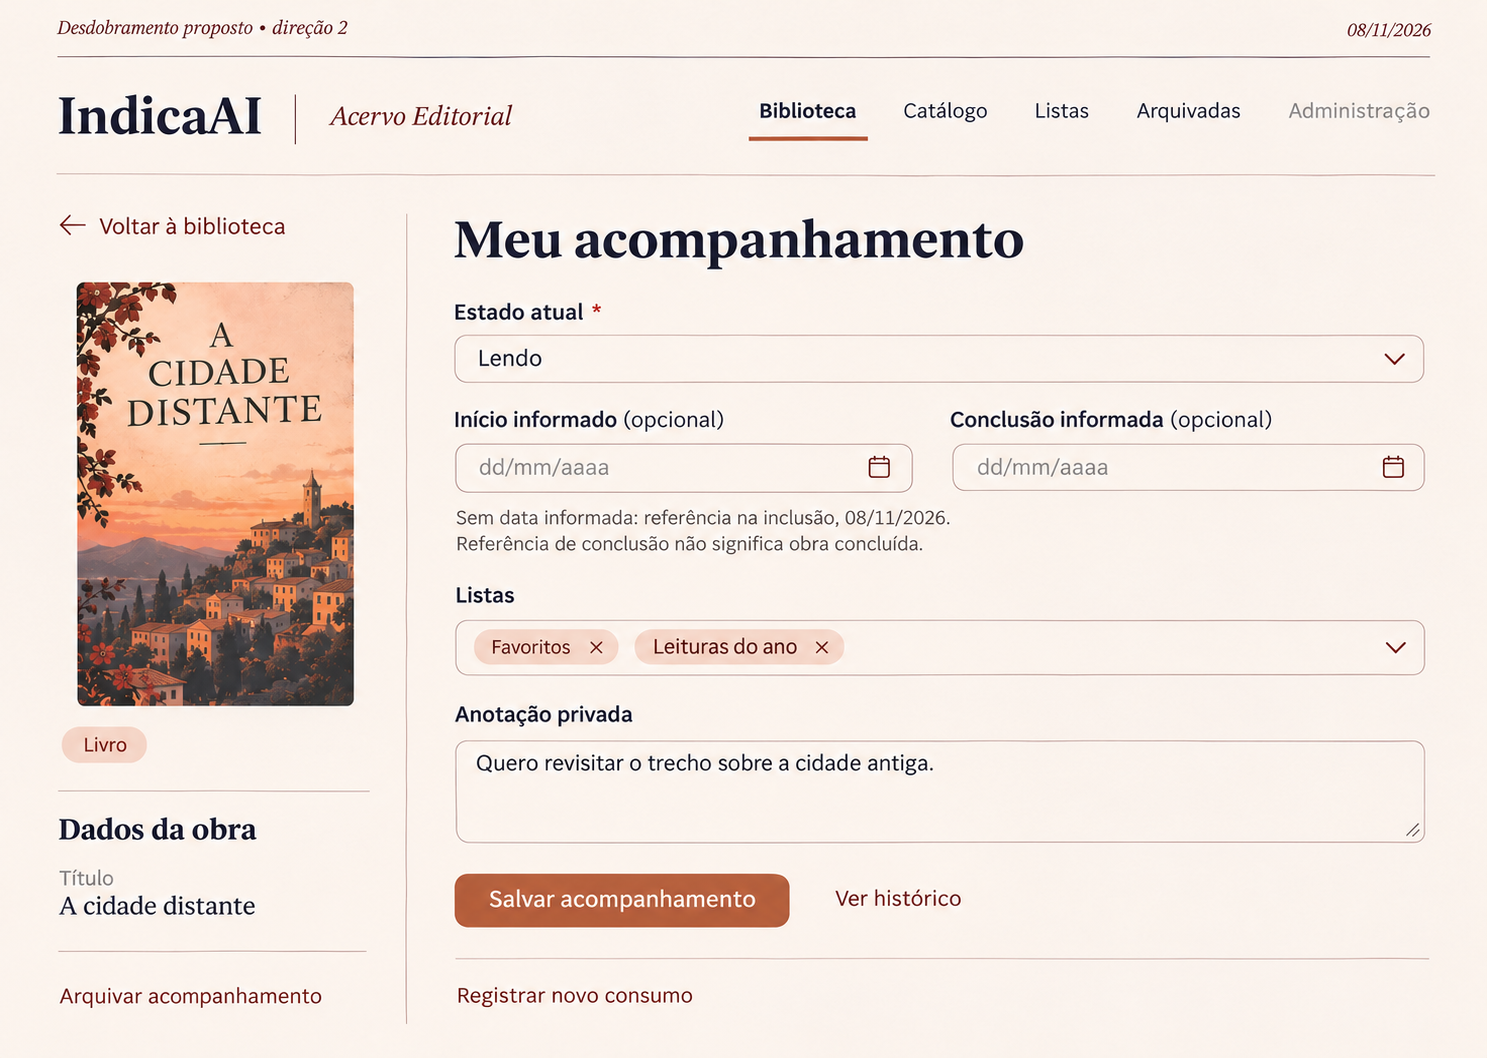 Desdobramento proposto • direção 2
08/11/2026
IndicaAI
Acervo Editorial
Biblioteca
Catálogo
Listas
Arquivadas
Administração
← Voltar à biblioteca
A
CIDADE
DISTANTE
Livro
Dados da obra
Título
A cidade distante
Arquivar acompanhamento
Meu acompanhamento
Estado atual *
Lendo
Início informado (opcional)
dd/mm/aaaa
Conclusão informada (opcional)
dd/mm/aaaa
Sem data informada: referência na inclusão, 08/11/2026.
Referência de conclusão não significa obra concluída.
Listas
Favoritos ×
Leituras do ano ×
Anotação privada
Quero revisitar o trecho sobre a cidade antiga.
Salvar acompanhamento
Ver histórico
Registrar novo consumo